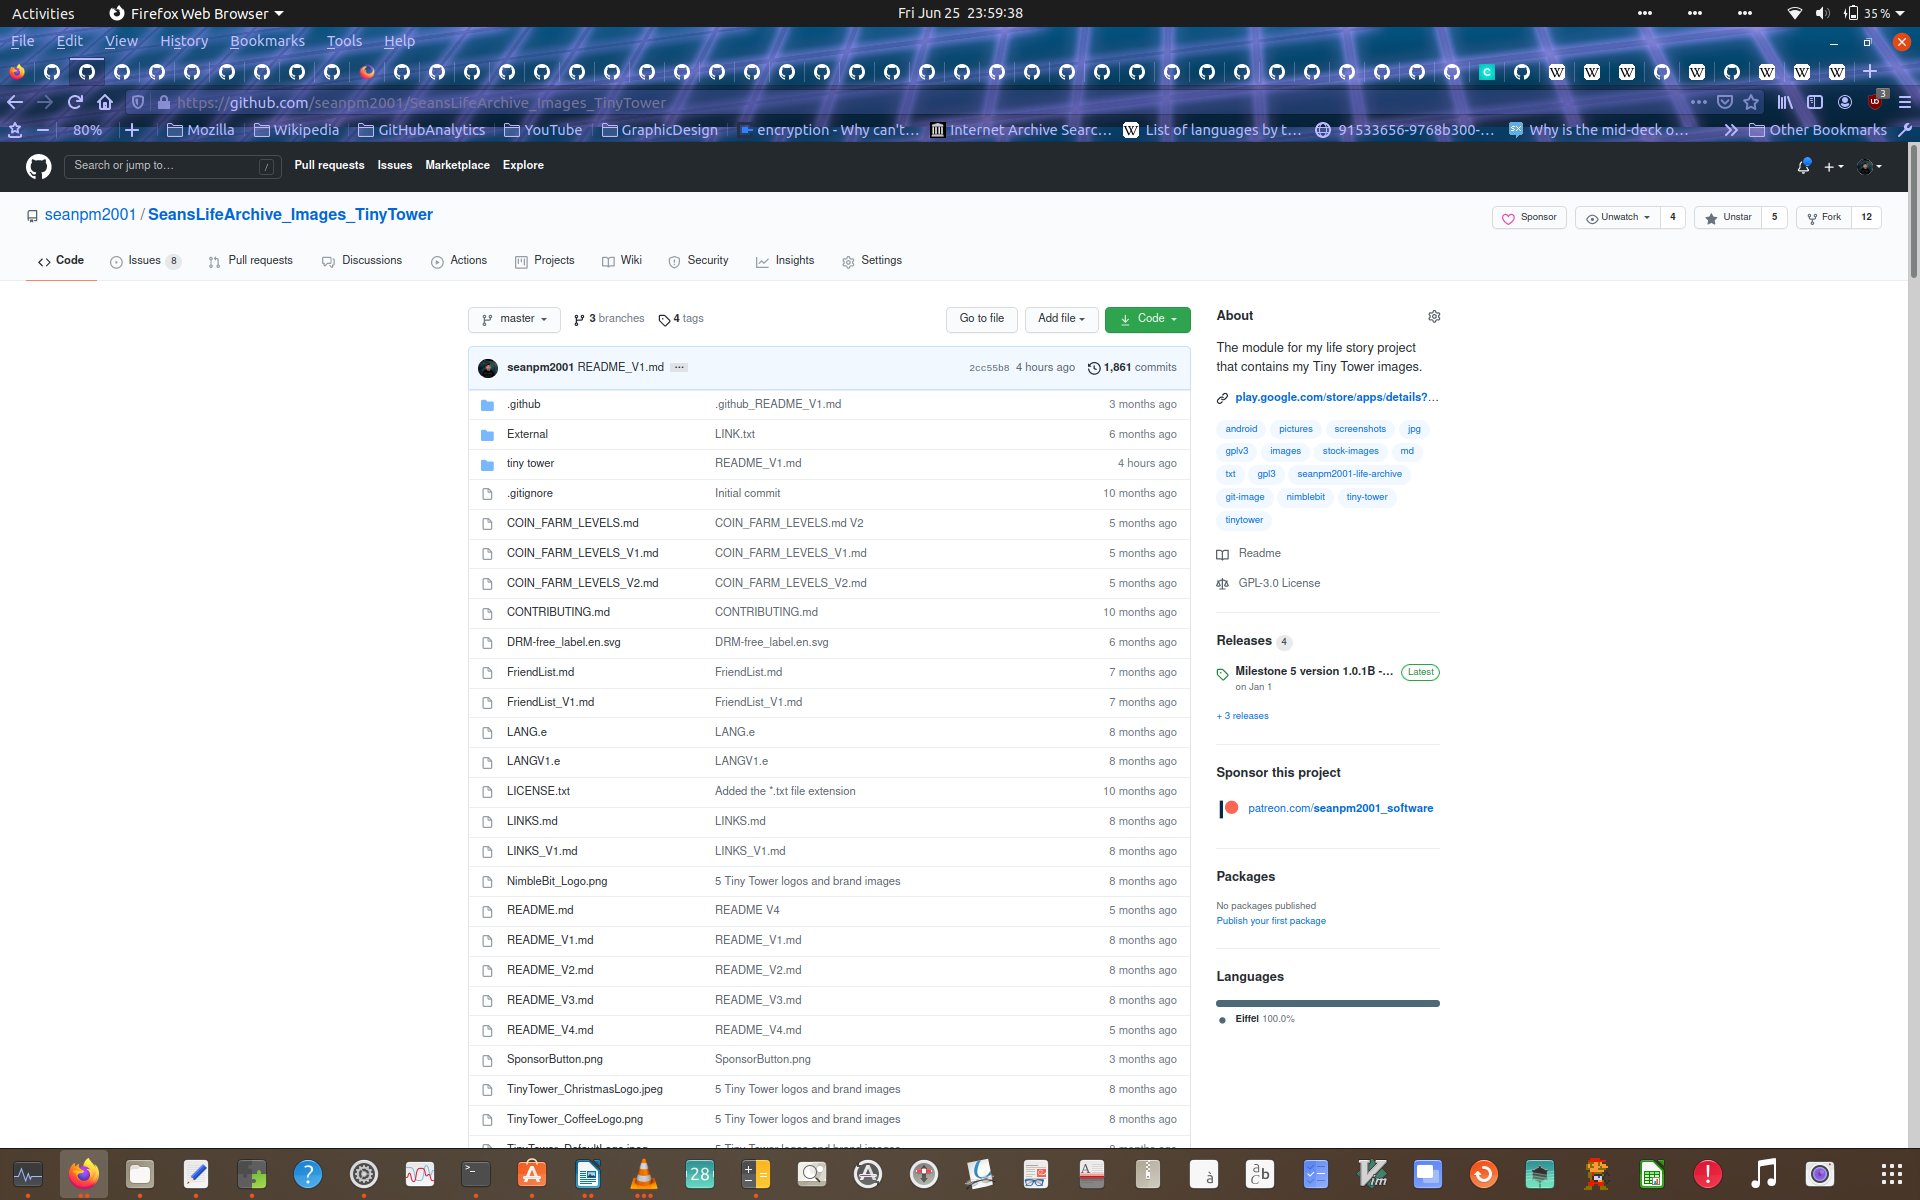 Activities Firefox Web Browser Fri Jun 25 23:59:38 35 %
File Edit View History Bookmarks Tools Help
https://github.com/seanpm2001/SeansLifeArchive_Images_TinyTower 3
80% Mozilla Wikipedia GitHubAnalytics YouTube GraphicDesign encryption - Why can't… Internet Archive Searc… List of languages by t… 91533656-9768b300-… Why is the mid-deck o… Other Bookmarks
Search or jump to… / Pull requests Issues Marketplace Explore
seanpm2001 / SeansLifeArchive_Images_TinyTower Sponsor Unwatch 4 Unstar 5 Fork 12
Code Issues 8 Pull requests Discussions Actions Projects Wiki Security Insights Settings
master 3 branches 4 tags Go to file Add file Code
seanpm2001 README_V1.md ... 2cc55b8 4 hours ago 1,861 commits
.github .github_README_V1.md 3 months ago
External LINK.txt 6 months ago
tiny tower README_V1.md 4 hours ago
.gitignore Initial commit 10 months ago
COIN_FARM_LEVELS.md COIN_FARM_LEVELS.md V2 5 months ago
COIN_FARM_LEVELS_V1.md COIN_FARM_LEVELS_V1.md 5 months ago
COIN_FARM_LEVELS_V2.md COIN_FARM_LEVELS_V2.md 5 months ago
CONTRIBUTING.md CONTRIBUTING.md 10 months ago
DRM-free_label.en.svg DRM-free_label.en.svg 6 months ago
FriendList.md FriendList.md 7 months ago
FriendList_V1.md FriendList_V1.md 7 months ago
LANG.e LANG.e 8 months ago
LANGV1.e LANGV1.e 8 months ago
LICENSE.txt Added the *.txt file extension 10 months ago
LINKS.md LINKS.md 8 months ago
LINKS_V1.md LINKS_V1.md 8 months ago
NimbleBit_Logo.png 5 Tiny Tower logos and brand images 8 months ago
README.md README V4 5 months ago
README_V1.md README_V1.md 8 months ago
README_V2.md README_V2.md 8 months ago
README_V3.md README_V3.md 8 months ago
README_V4.md README_V4.md 5 months ago
SponsorButton.png SponsorButton.png 3 months ago
TinyTower_ChristmasLogo.jpeg 5 Tiny Tower logos and brand images 8 months ago
TinyTower_CoffeeLogo.png 5 Tiny Tower logos and brand images 8 months ago
About
The module for my life story project
that contains my Tiny Tower images.
play.google.com/store/apps/details?…
android pictures screenshots jpg
gplv3 images stock-images md
txt gpl3 seanpm2001-life-archive
git-image nimblebit tiny-tower
tinytower
Readme
GPL-3.0 License
Releases 4
Milestone 5 version 1.0.1B -… Latest
on Jan 1
+ 3 releases
Sponsor this project
patreon.com/seanpm2001_software
Packages
No packages published
Publish your first package
Languages
Eiffel 100.0%
28